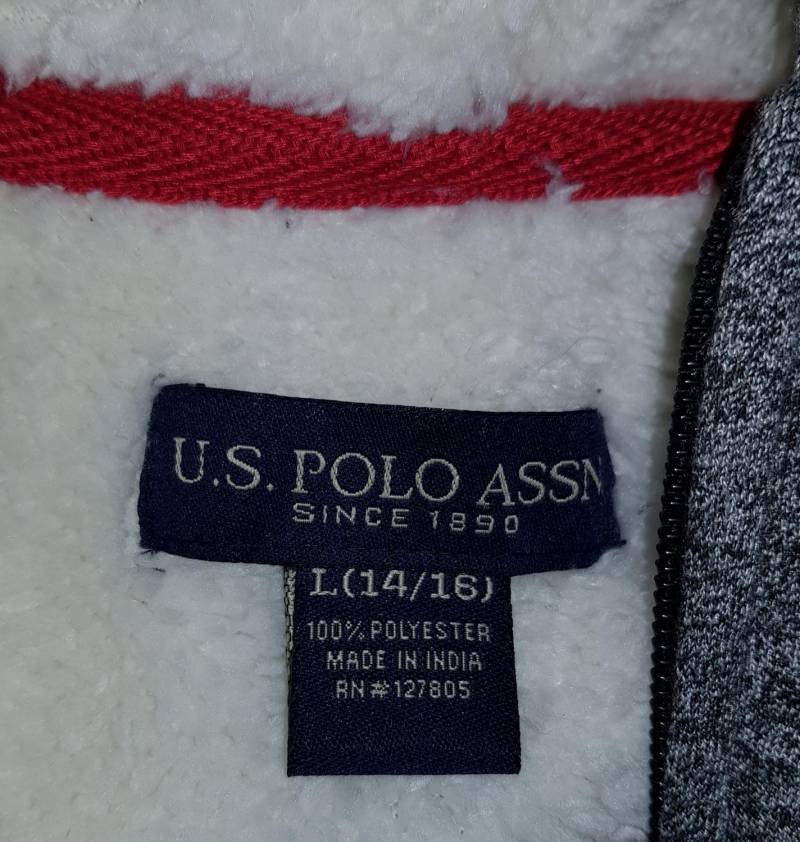 U.S. POLO ASSN
SINCE 1890
L(14/16)
100% POLYESTER
MADE IN INDIA
RN#127805